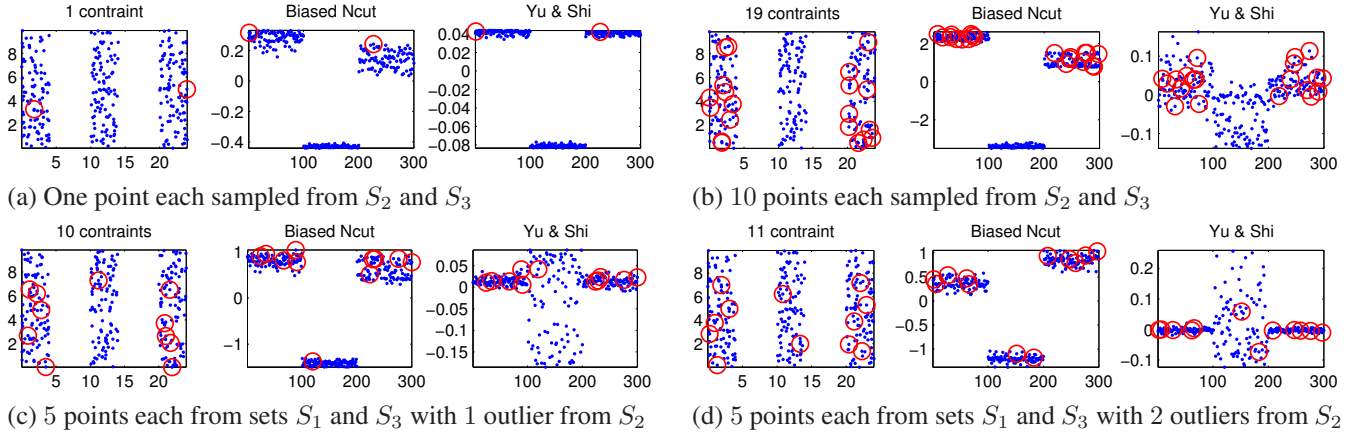 1 contraint
Biased Ncut
Yu & Shi
8
6
4
2
5 10 15 20
0.2
0
−0.2
−0.4
100 200 300
0.04
0.02
0
−0.02
−0.04
−0.06
−0.08
100 200 300
(a) One point each sampled from S₂ and S₃
19 contraints
Biased Ncut
Yu & Shi
8
6
4
2
5 10 15 20
2
0
−2
100 200 300
0.1
0
−0.1
100 200 300
(b) 10 points each sampled from S₂ and S₃
10 contraints
Biased Ncut
Yu & Shi
8
6
4
2
5 10 15 20
1
0
−1
100 200 300
0.05
0
−0.05
−0.1
−0.15
100 200 300
(c) 5 points each from sets S₁ and S₃ with 1 outlier from S₂
11 contraint
Biased Ncut
Yu & Shi
8
6
4
2
5 10 15 20
1
0.5
0
−0.5
−1
100 200 300
0.2
0.1
0
−0.1
100 200 300
(d) 5 points each from sets S₁ and S₃ with 2 outliers from S₂